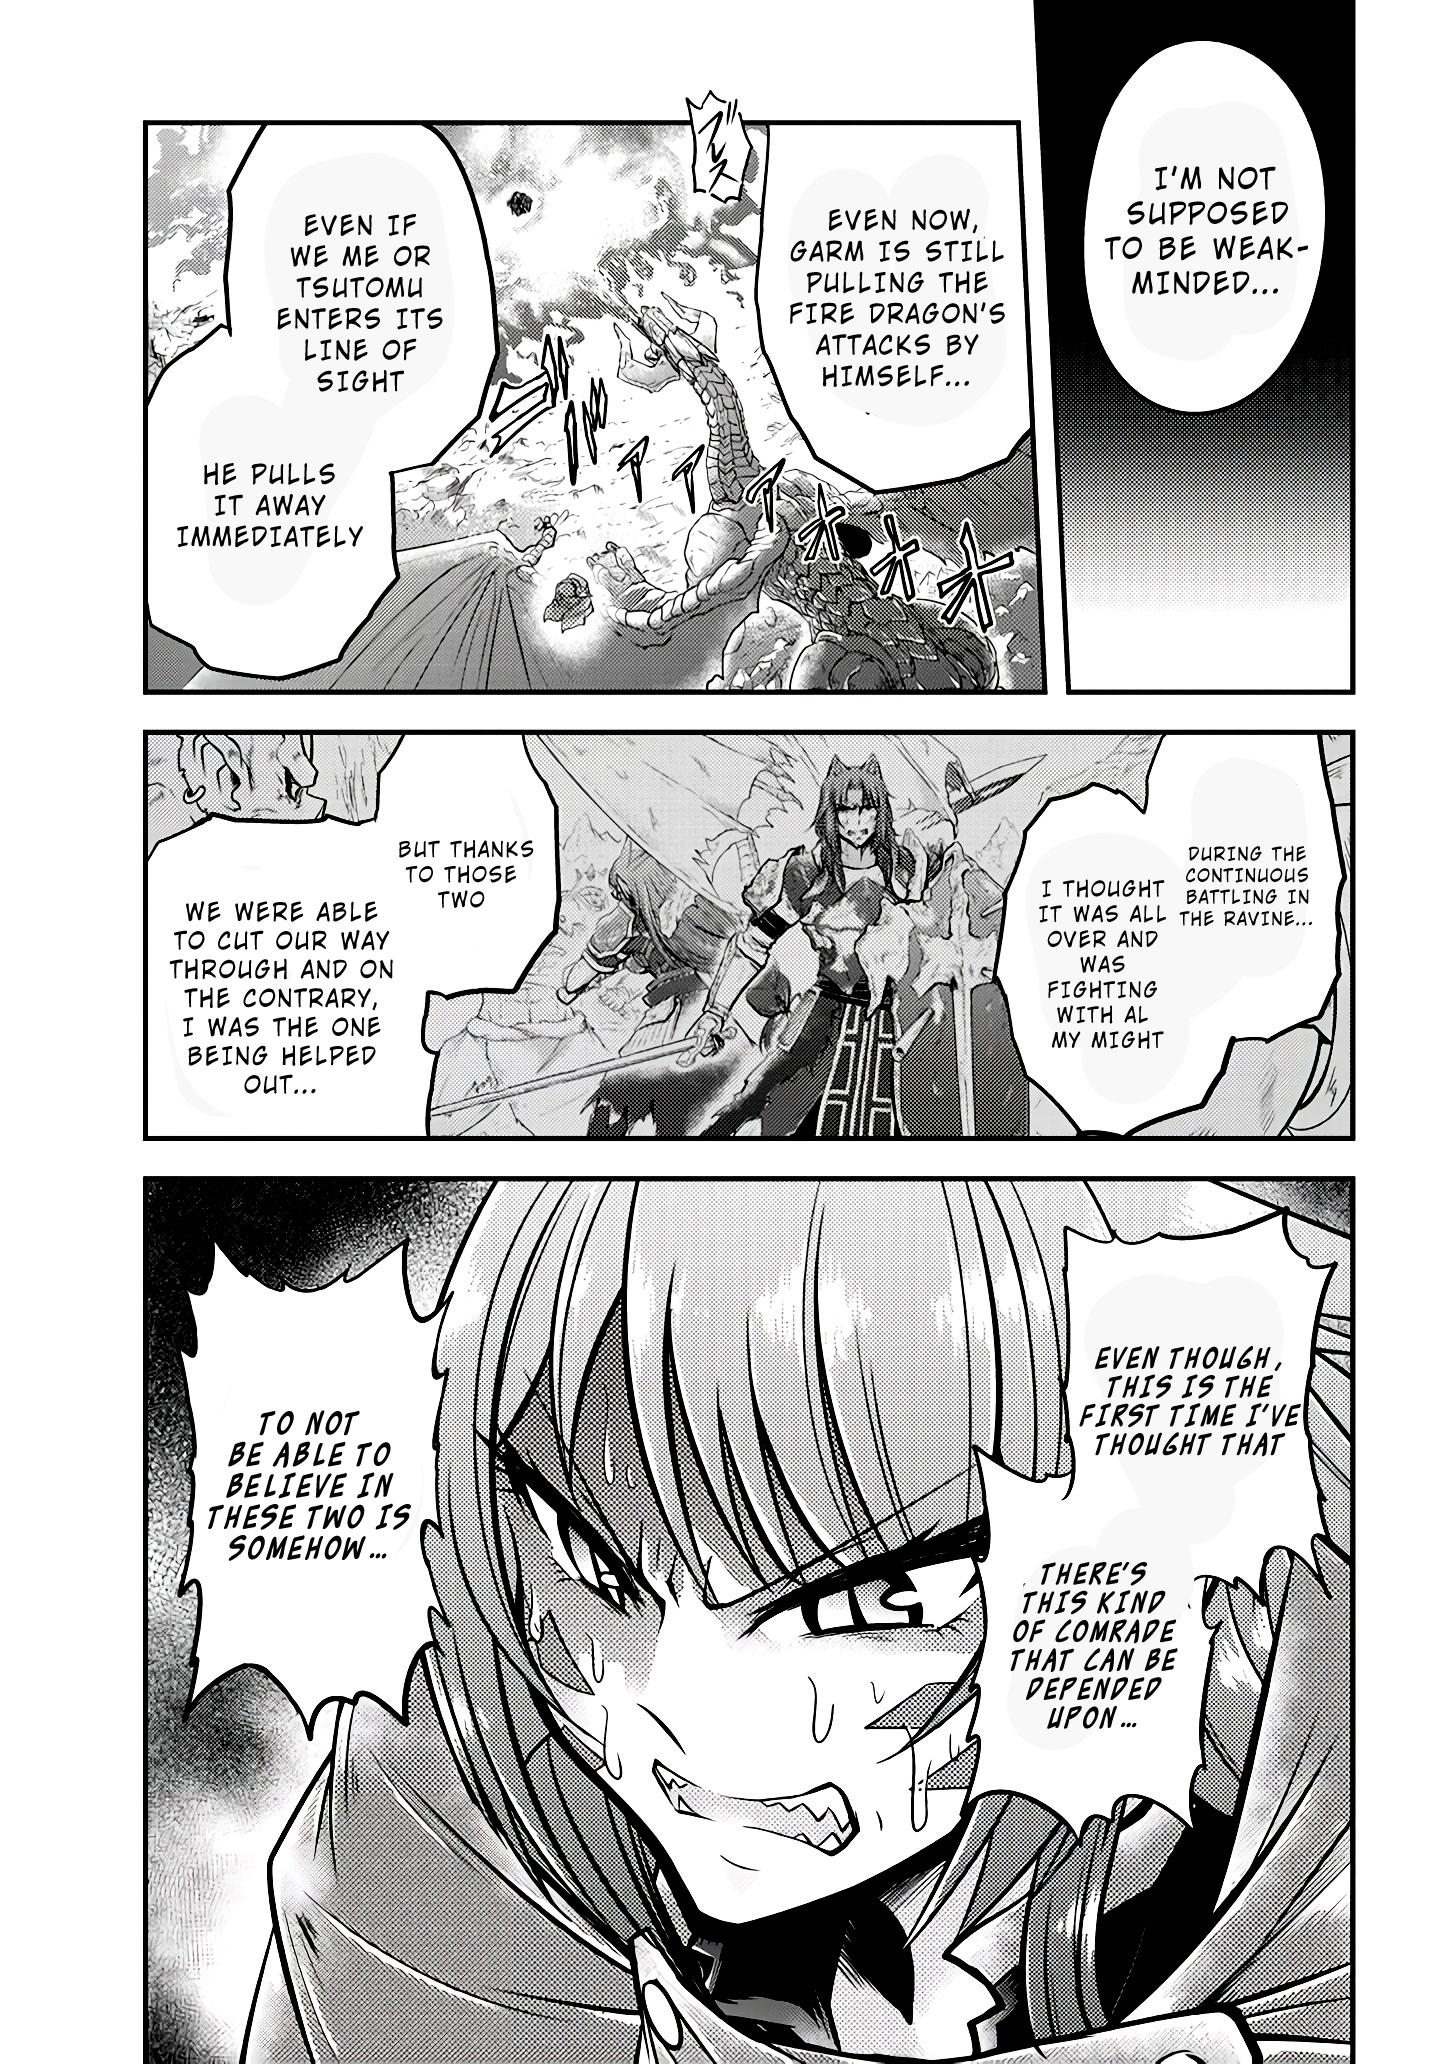 I'M NOT
SUPPOSED
TO BE WEAK-
MINDED...
EVEN NOW,
GARM IS STILL
PULLING THE
FIRE DRAGON'S
ATTACKS BY
HIMSELF...
EVEN IF
WE ME OR
TSUTOMU
ENTERS ITS
LINE OF
SIGHT
HE PULLS
IT AWAY
IMMEDIATELY
DURING THE
CONTINUOUS
BATTLING IN
THE RAVINE...
I THOUGHT
IT WAS ALL
OVER AND
WAS
FIGHTING
WITH AL
MY MIGHT
BUT THANKS
TO THOSE
TWO
WE WERE ABLE
TO CUT OUR WAY
THROUGH AND ON
THE CONTRARY,
I WAS THE ONE
BEING HELPED
OUT...
EVEN THOUGH,
THIS IS THE
FIRST TIME I'VE
THOUGHT THAT
THERE'S
THIS KIND
OF COMRADE
THAT CAN BE
DEPENDED
UPON...
TO NOT
BE ABLE TO
BELIEVE IN
THESE TWO IS
SOMEHOW...